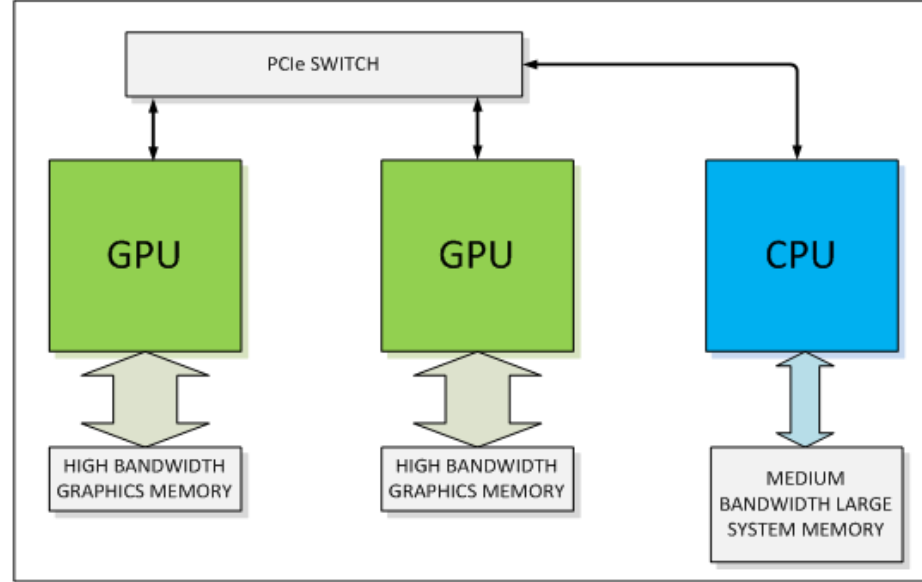 PCIe SWITCH
GPU
GPU
CPU
HIGH BANDWIDTH
GRAPHICS MEMORY
HIGH BANDWIDTH
GRAPHICS MEMORY
MEDIUM
BANDWIDTH LARGE
SYSTEM MEMORY